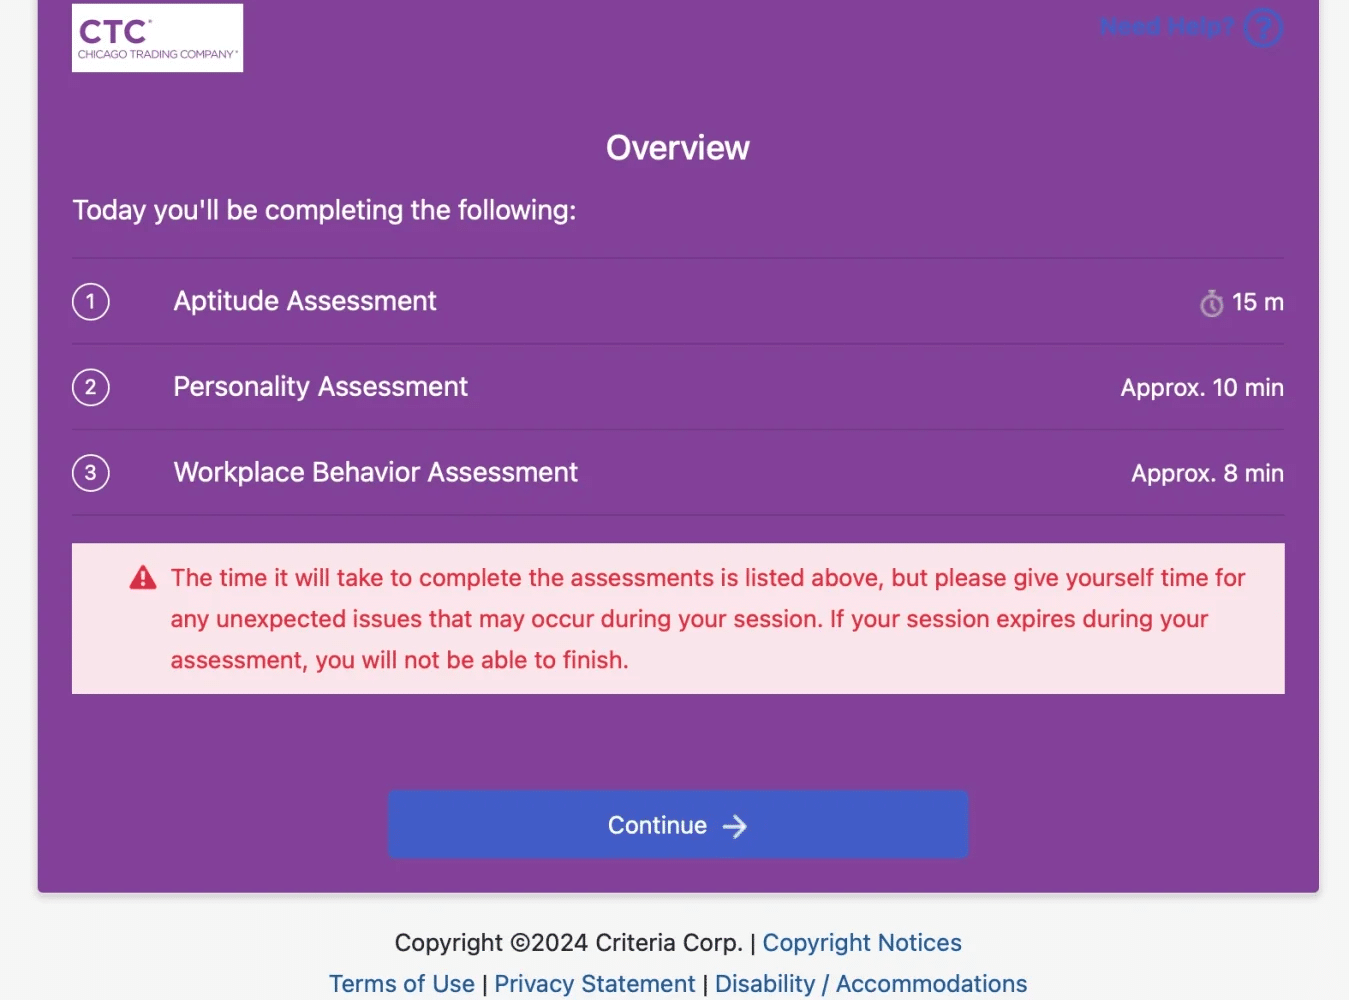 CTC®
CHICAGO TRADING COMPANY®
Need Help? ?
Overview
Today you'll be completing the following:
1 Aptitude Assessment 15 m
2 Personality Assessment Approx. 10 min
3 Workplace Behavior Assessment Approx. 8 min
The time it will take to complete the assessments is listed above, but please give yourself time for
any unexpected issues that may occur during your session. If your session expires during your
assessment, you will not be able to finish.
Continue →
Copyright ©2024 Criteria Corp. | Copyright Notices
Terms of Use | Privacy Statement | Disability / Accommodations